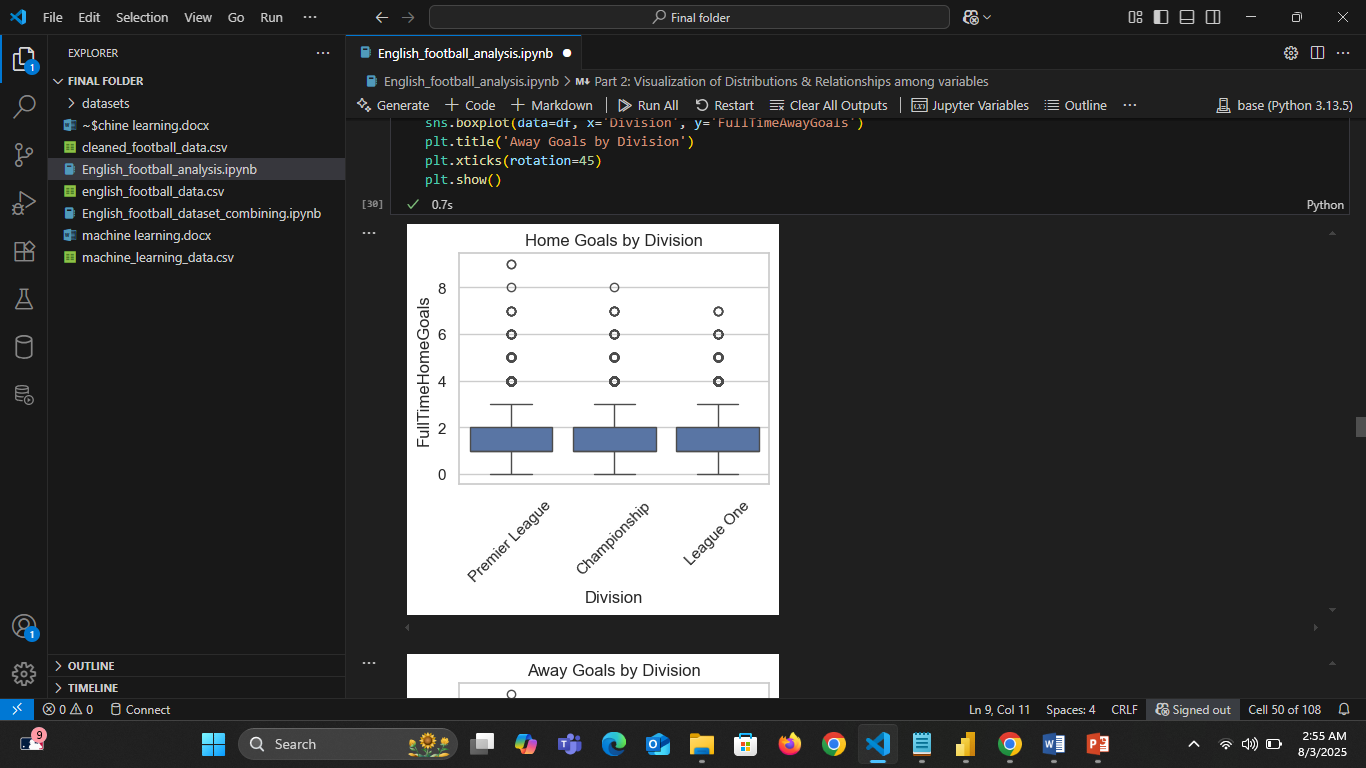 File Edit Selection View Go Run ···
Final folder
EXPLORER ···
FINAL FOLDER
datasets
~$chine learning.docx
cleaned_football_data.csv
English_football_analysis.ipynb
english_football_data.csv
English_football_dataset_combining.ipynb
machine learning.docx
machine_learning_data.csv
OUTLINE
TIMELINE
1
1
English_football_analysis.ipynb
English_football_analysis.ipynb > M↓ Part 2: Visualization of Distributions & Relationships among variables
Generate + Code + Markdown Run All Restart Clear All Outputs Jupyter Variables Outline ··· base (Python 3.13.5)
sns.boxplot(data=df, x='Division', y='FullTimeAwayGoals')
plt.title('Away Goals by Division')
plt.xticks(rotation=45)
plt.show()
[30] 0.7s Python
Home Goals by Division
FullTimeHomeGoals
8
6
4
2
0
Premier League
Championship
League One
Division
Away Goals by Division
0 0 Connect Ln 9, Col 11 Spaces: 4 CRLF Signed out Cell 50 of 108
9
Search
2:55 AM
8/3/2025